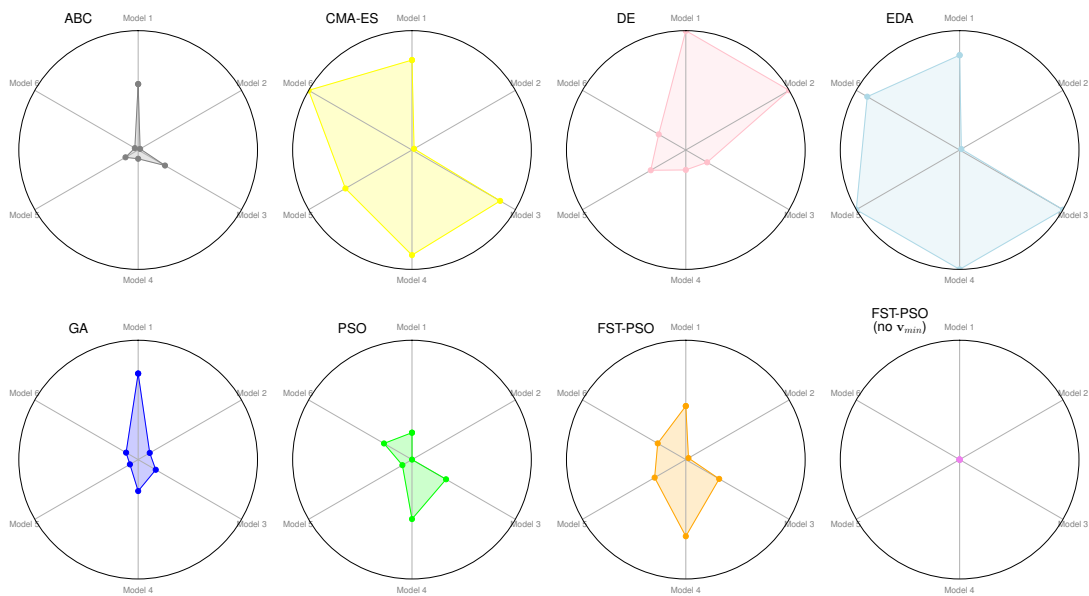 ABC
Model 1
Model 6
Model 2
Model 5
Model 3
Model 4
CMA-ES
Model 1
Model 6
Model 2
Model 5
Model 3
Model 4
DE
Model 1
Model 6
Model 2
Model 5
Model 3
Model 4
EDA
Model 1
Model 6
Model 2
Model 5
Model 3
Model 4
GA
Model 1
Model 6
Model 2
Model 5
Model 3
Model 4
PSO
Model 1
Model 6
Model 2
Model 5
Model 3
Model 4
FST-PSO
Model 1
Model 6
Model 2
Model 5
Model 3
Model 4
FST-PSO
(no v_min)
Model 1
Model 6
Model 2
Model 5
Model 3
Model 4